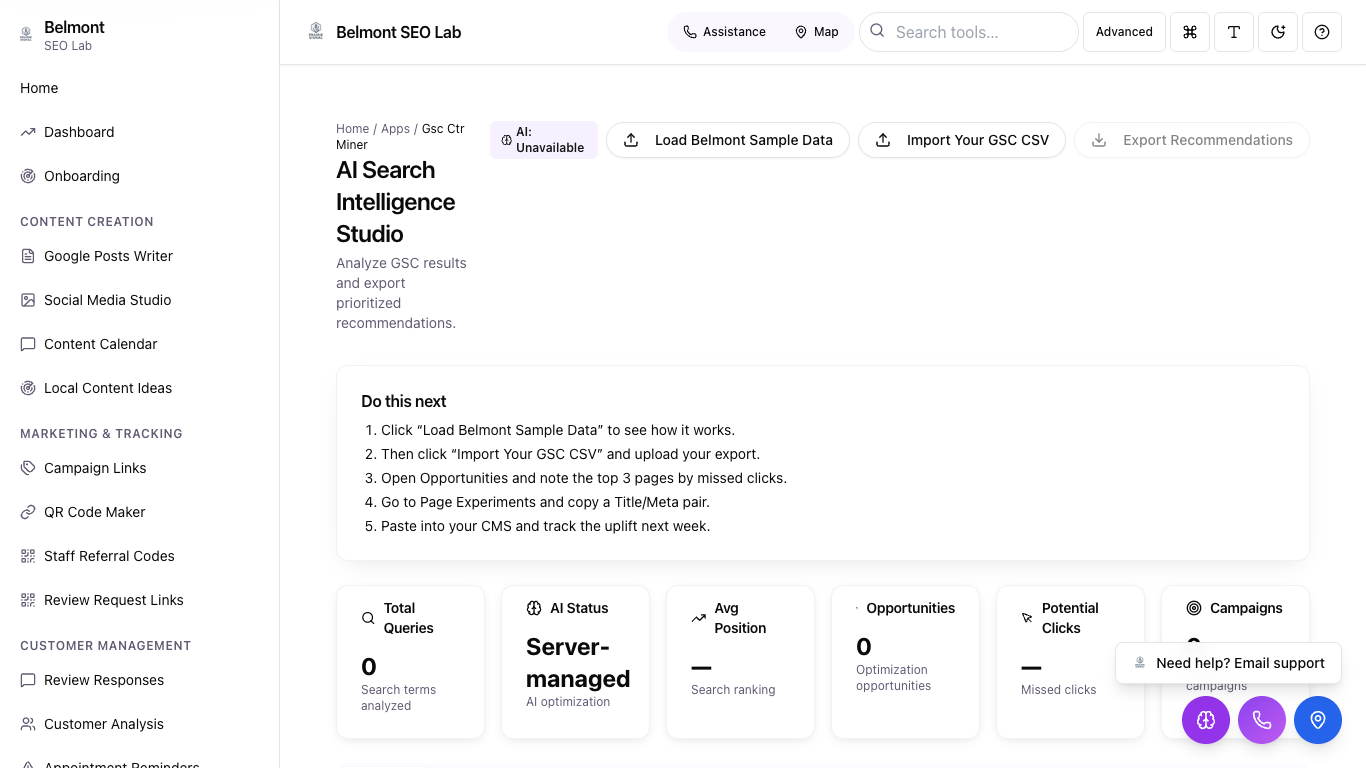 Belmont
SEO Lab
Home
Dashboard
Onboarding
CONTENT CREATION
Google Posts Writer
Social Media Studio
Content Calendar
Local Content Ideas
MARKETING & TRACKING
Campaign Links
QR Code Maker
Staff Referral Codes
Review Request Links
CUSTOMER MANAGEMENT
Review Responses
Customer Analysis
Appointment Reminders
Belmont SEO Lab
Assistance
Map
Search tools...
Advanced
Home / Apps / Gsc Ctr
Miner
AI:
Unavailable
Load Belmont Sample Data
Import Your GSC CSV
Export Recommendations
AI Search
Intelligence
Studio
Analyze GSC results
and export
prioritized
recommendations.
Do this next
1. Click “Load Belmont Sample Data” to see how it works.
2. Then click “Import Your GSC CSV” and upload your export.
3. Open Opportunities and note the top 3 pages by missed clicks.
4. Go to Page Experiments and copy a Title/Meta pair.
5. Paste into your CMS and track the uplift next week.
Total
Queries
0
Search terms
analyzed
AI Status
Server-
managed
AI optimization
Avg
Position
—
Search ranking
Opportunities
0
Optimization
opportunities
Potential
Clicks
—
Missed clicks
Campaigns
campaigns
Need help? Email support